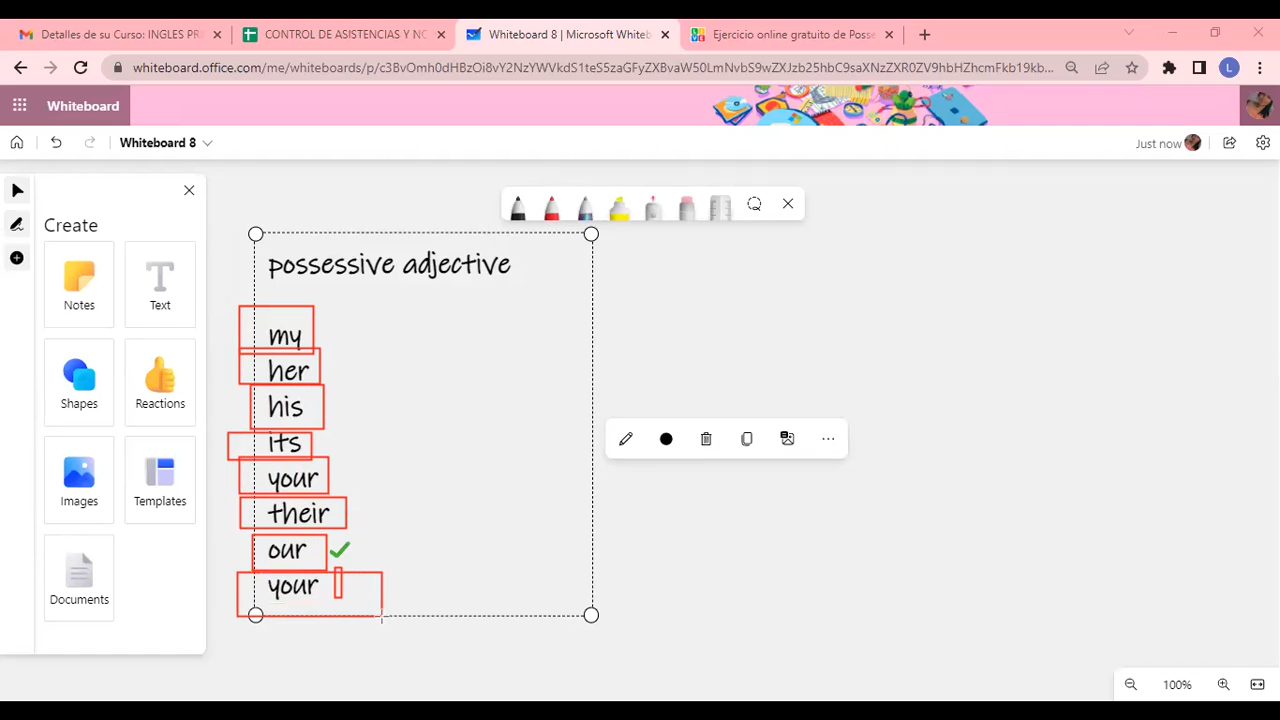 Detalles de su Curso: INGLES PR
CONTROL DE ASISTENCIAS Y NO
Whiteboard 8 | Microsoft Whiteb
Ejercicio online gratuito de Posse
whiteboard.office.com/me/whiteboards/p/
Whiteboard
Whiteboard 8
Just now
Create
Notes
Text
Shapes
Reactions
Images
Templates
Documents
possessive adjective
my
her
his
its
your
their
our
your
L
100%